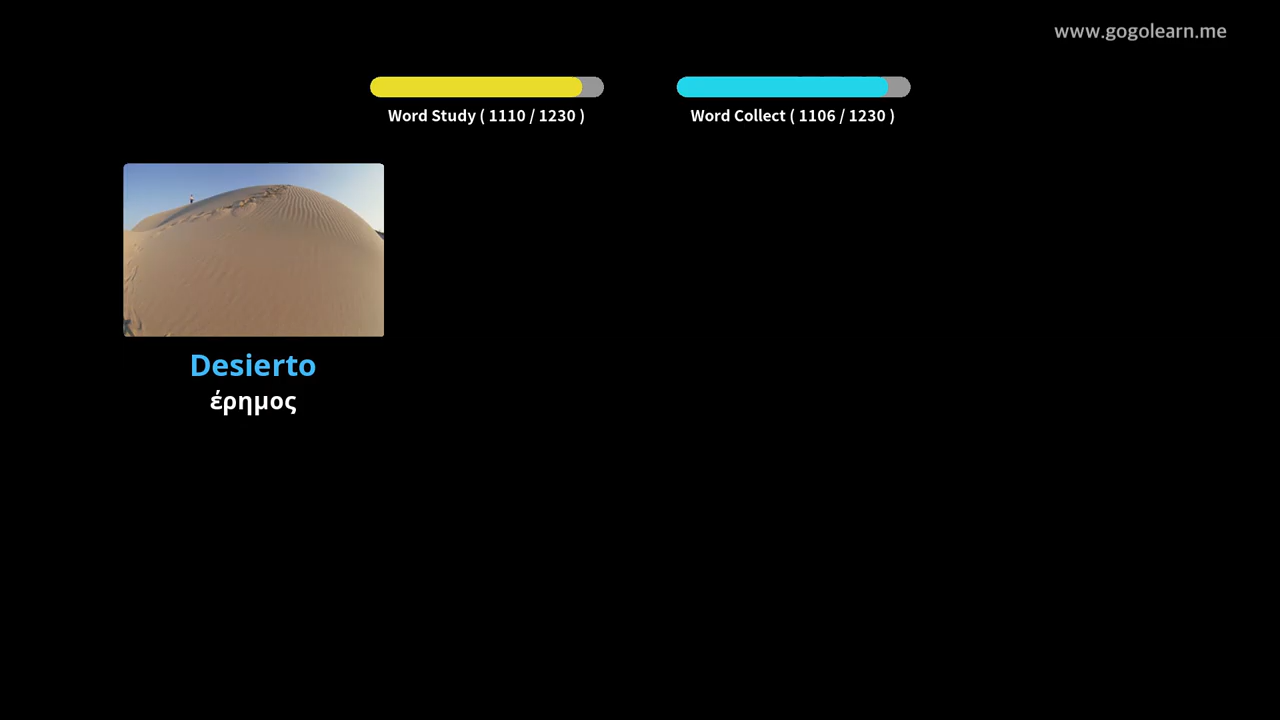 www.gogolearn.me
Word Study ( 1110 / 1230 )
Word Collect ( 1106 / 1230 )
Desierto
έρημος